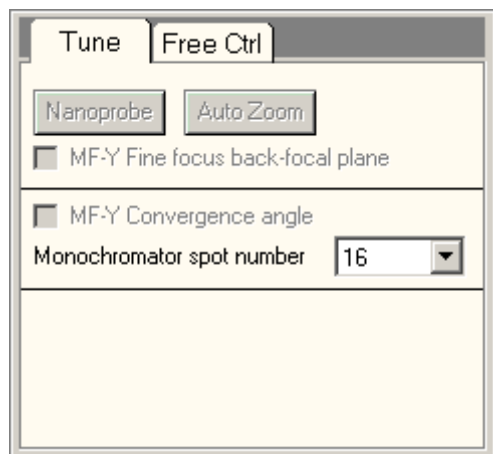 Tune Free Ctrl
Nanoprobe Auto Zoom
MF-Y Fine focus back-focal plane
MF-Y Convergence angle
Monochromator spot number 16